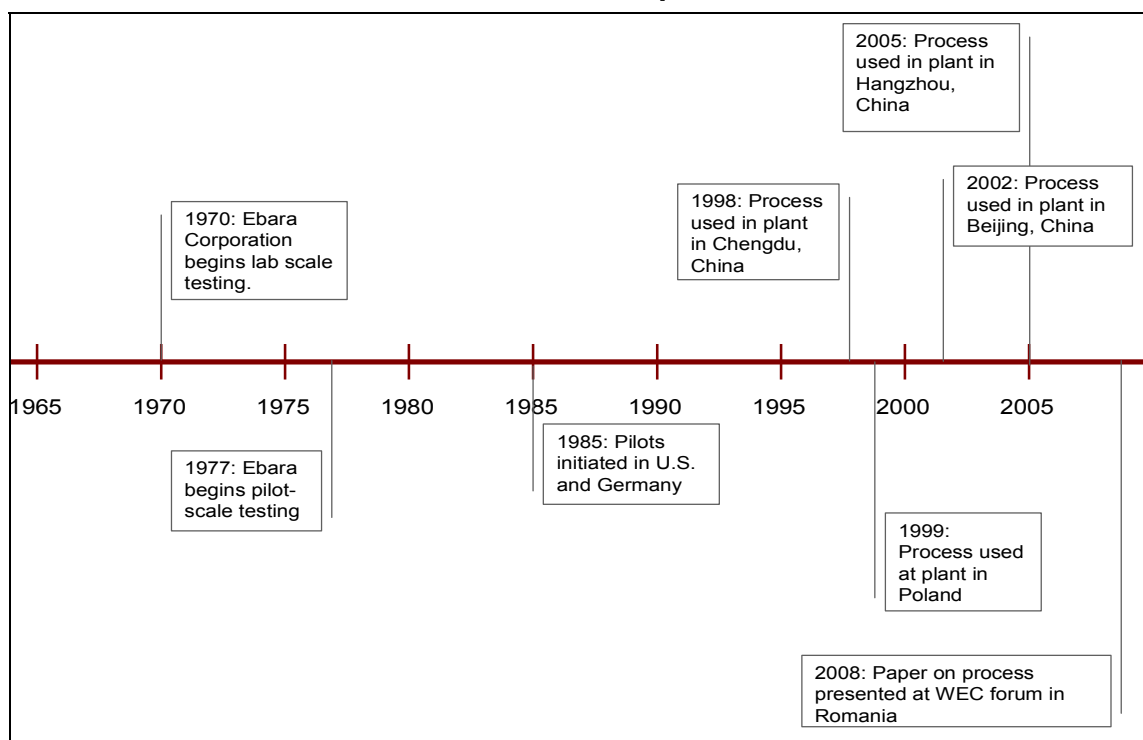 2005: Process
used in plant in
Hangzhou,
China
2002: Process
used in plant in
Beijing, China
1998: Process
used in plant
in Chengdu,
China
1970: Ebara
Corporation
begins lab scale
testing.
1965 1970 1975 1980 1985 1990 1995 2000 2005
1977: Ebara
begins pilot-
scale testing
1985: Pilots
initiated in U.S.
and Germany
1999:
Process used
at plant in
Poland
2008: Paper on process
presented at WEC forum in
Romania